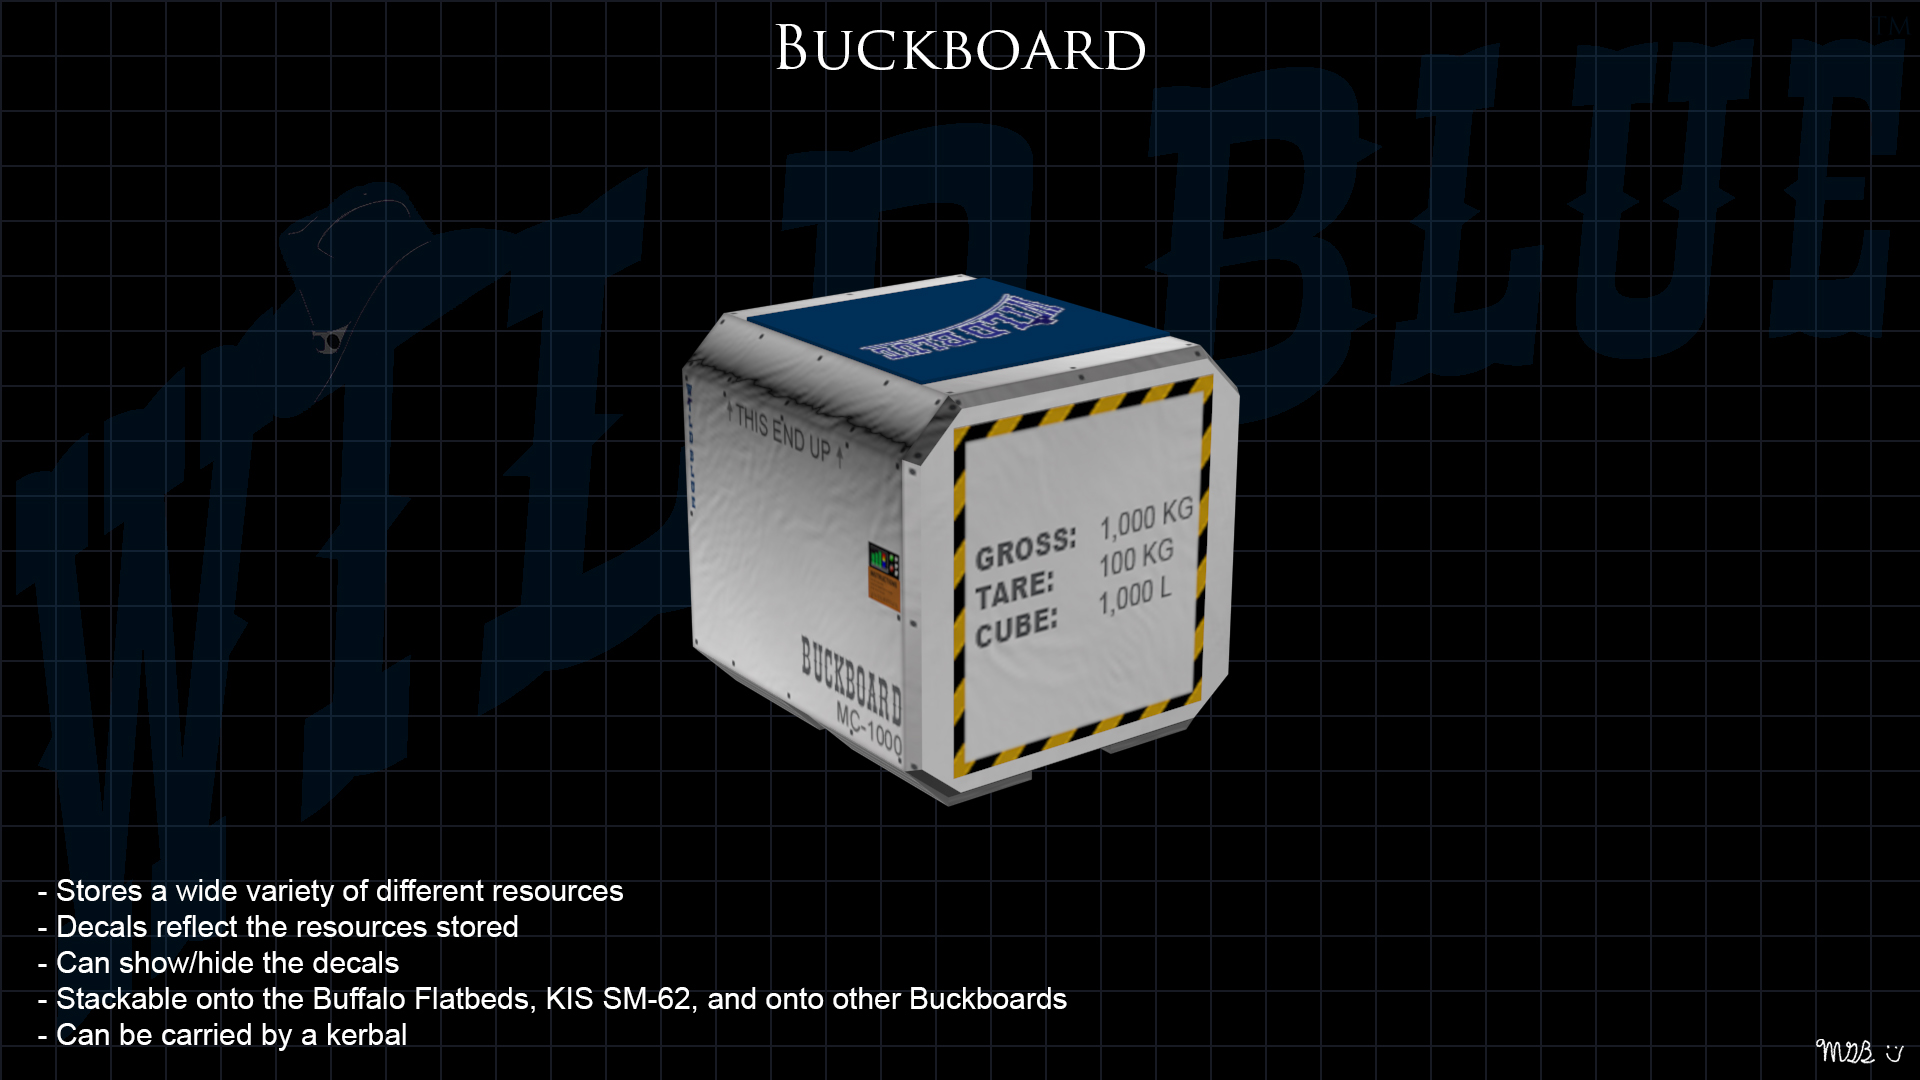 BUCKBOARD
TM
WILD BLUE
WILD BLUE
↑THIS END UP↑
GROSS: 1,000 KG
TARE: 100 KG
CUBE: 1,000 L
BUCKBOARD
MC-1000
- Stores a wide variety of different resources
- Decals reflect the resources stored
- Can show/hide the decals
- Stackable onto the Buffalo Flatbeds, KIS SM-62, and onto other Buckboards
- Can be carried by a kerbal